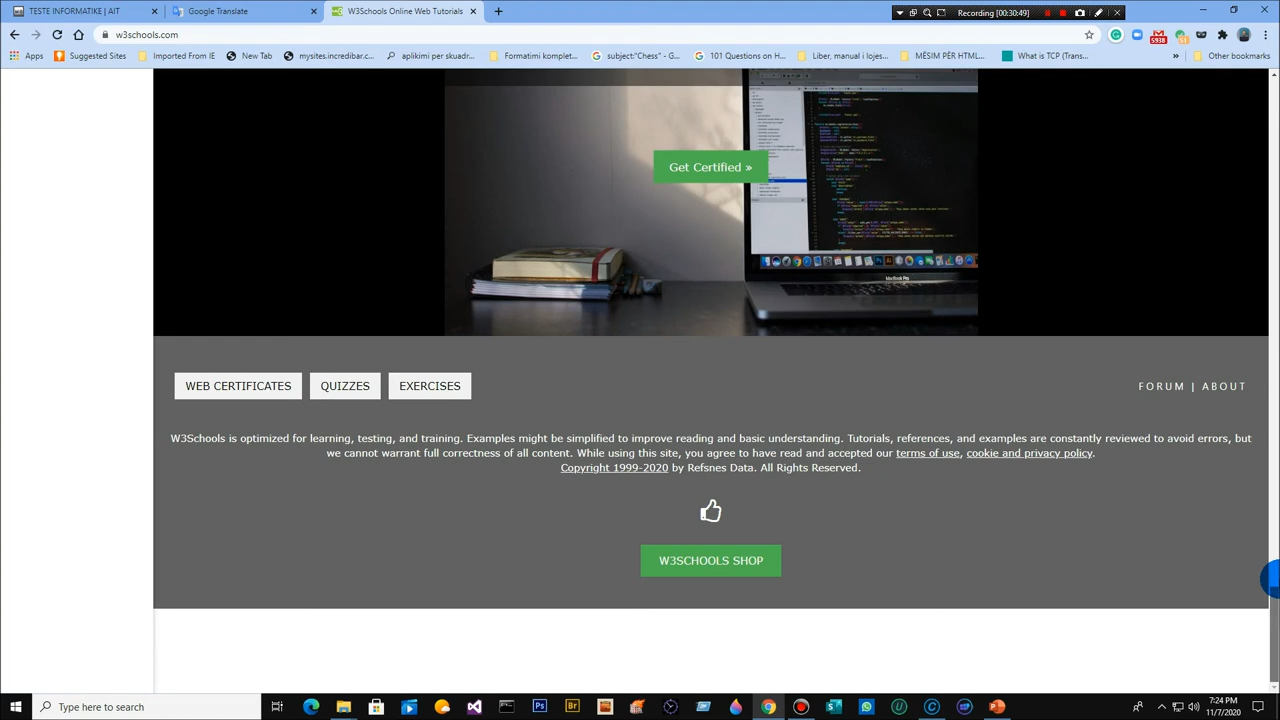 TESTE INFORMATIKE | AIT
Google Translate
W3Schools Online Web Tutorials
Recording [00:30:49]
w3schools.com
5938
Apps
Suggested Sites
Imported From IE
New Tab
mysites.incredicr...
aplikimi per skuadr...
Formatimi komplet...
subject:"Chess" - G...
101 Questions on H...
Liber, manual i lojes...
MËSIM PËR HTML...
What is TCP (Trans...
»
Other bookmarks
Get Certified »
MacBook Pro
WEB CERTIFICATES
QUIZZES
EXERCISES
FORUM | ABOUT
W3Schools is optimized for learning, testing, and training. Examples might be simplified to improve reading and basic understanding. Tutorials, references, and examples are constantly reviewed to avoid errors, but
we cannot warrant full correctness of all content. While using this site, you agree to have read and accepted our terms of use, cookie and privacy policy.
Copyright 1999-2020 by Refsnes Data. All Rights Reserved.
W3SCHOOLS SHOP
Type here to search
7:24 PM
11/7/2020